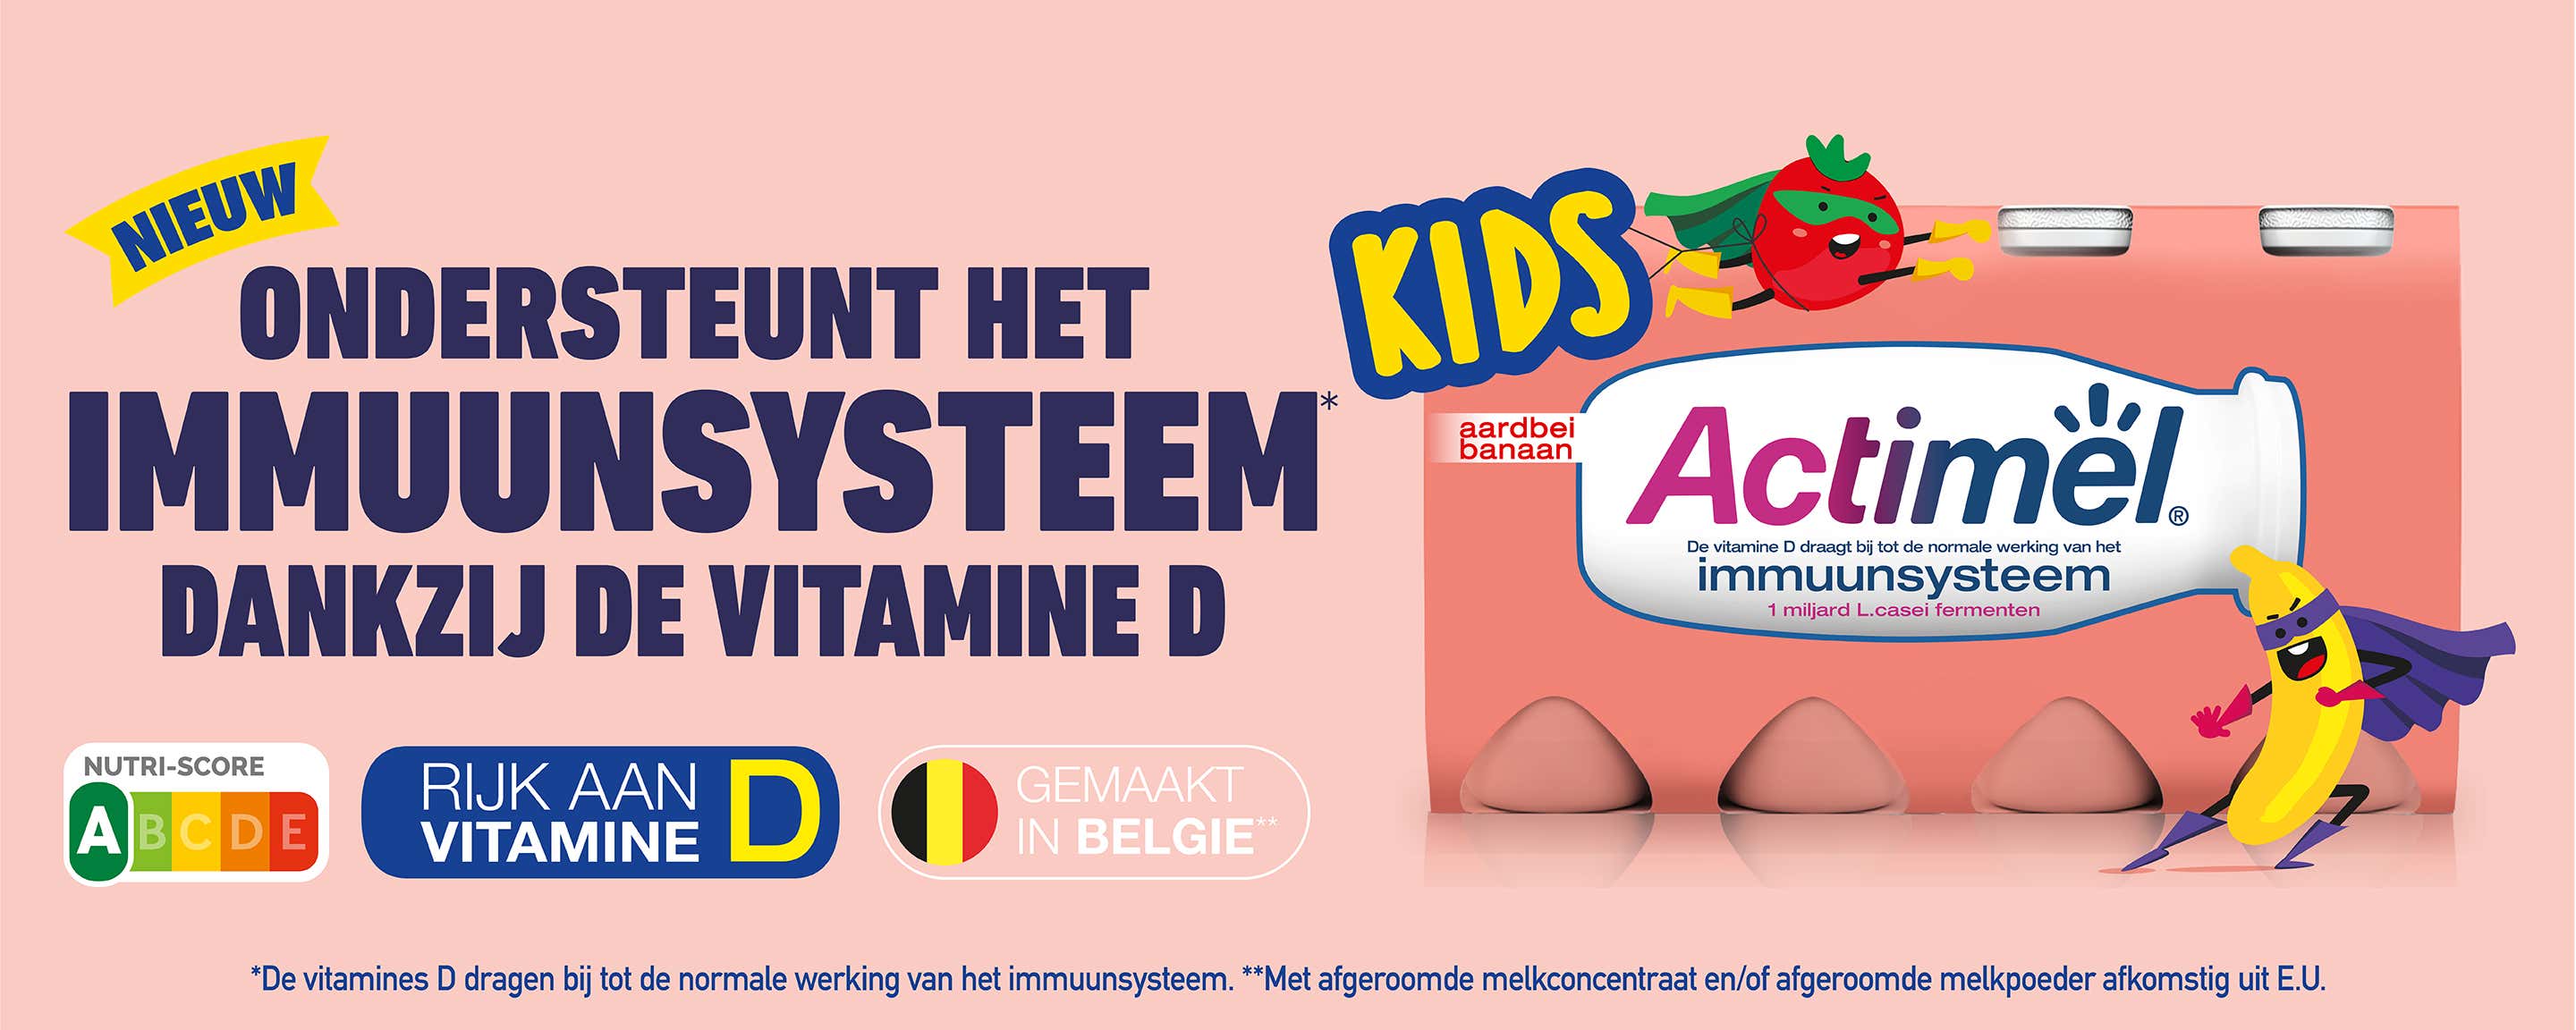 NIEUW
ONDERSTEUNT HET
IMMUUNSYSTEEM*
DANKZIJ DE VITAMINE D
NUTRI-SCORE
A B C D E
RIJK AAN
VITAMINE D
GEMAAKT
IN BELGIE**
KIDS
aardbei
banaan
Actimel®
De vitamine D draagt bij tot de normale werking van het
immuunsysteem
1 miljard L.casei fermenten
*De vitamines D dragen bij tot de normale werking van het immuunsysteem. **Met afgeroomde melkconcentraat en/of afgeroomde melkpoeder afkomstig uit E.U.